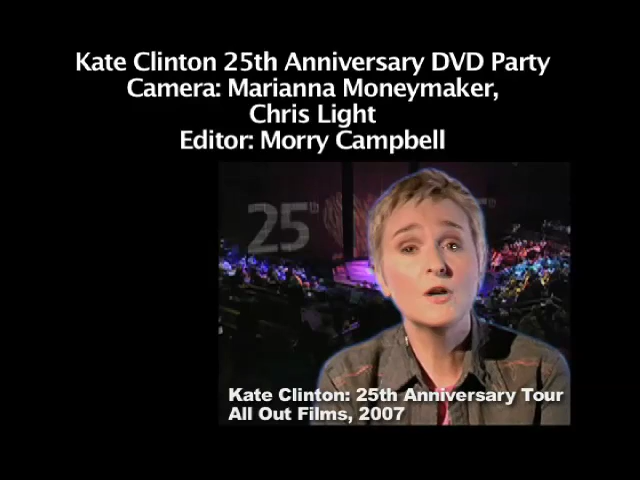 Kate Clinton 25th Anniversary DVD Party
Camera: Marianna Moneymaker,
Chris Light
Editor: Morry Campbell
25th
Kate Clinton: 25th Anniversary Tour
All Out Films, 2007